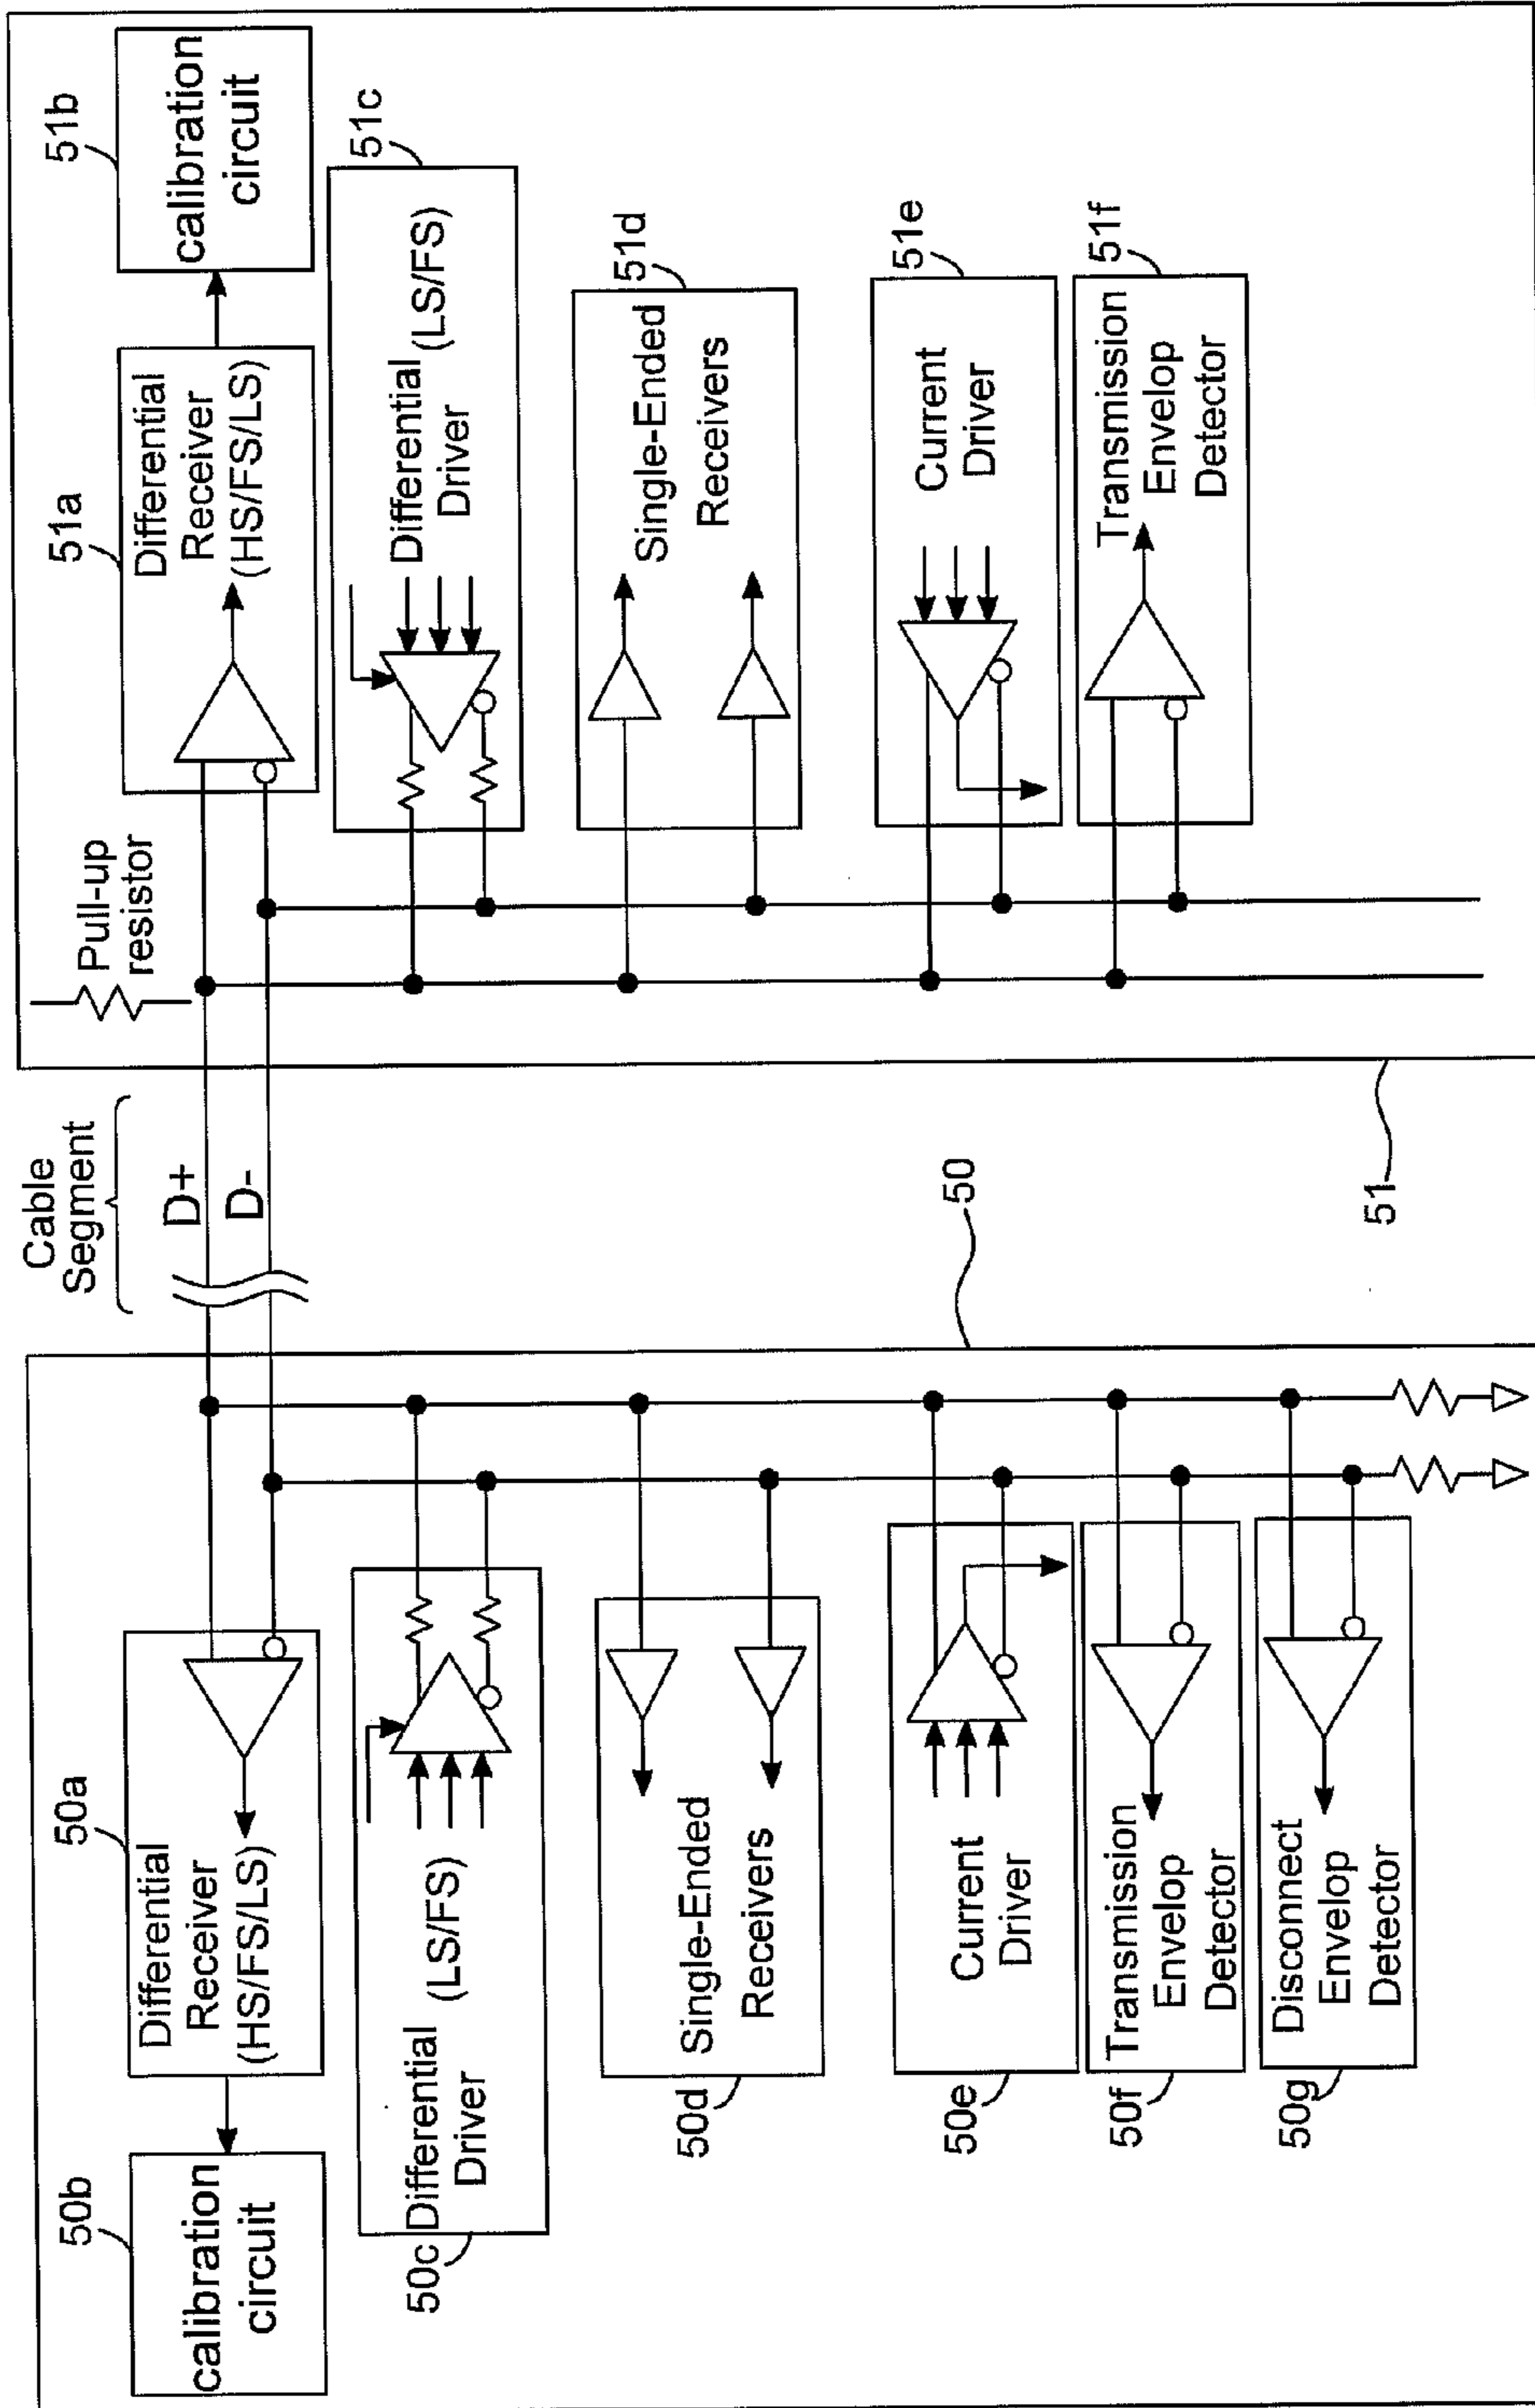 50b
calibration
circuit
50a
Differential
Receiver
(HS/FS/LS)
50c
Differential (LS/FS)
Driver
50d
Single-Ended
Receivers
50e
Current
Driver
50f
Transmission
Envelop
Detector
50g
Disconnect
Envelop
Detector
50
Cable
Segment
D+
D-
51
Pull-up
resistor
51a
Differential
Receiver
(HS/FS/LS)
51b
calibration
circuit
51c
Differential (LS/FS)
Driver
51d
Single-Ended
Receivers
51e
Current
Driver
51f
Transmission
Envelop
Detector